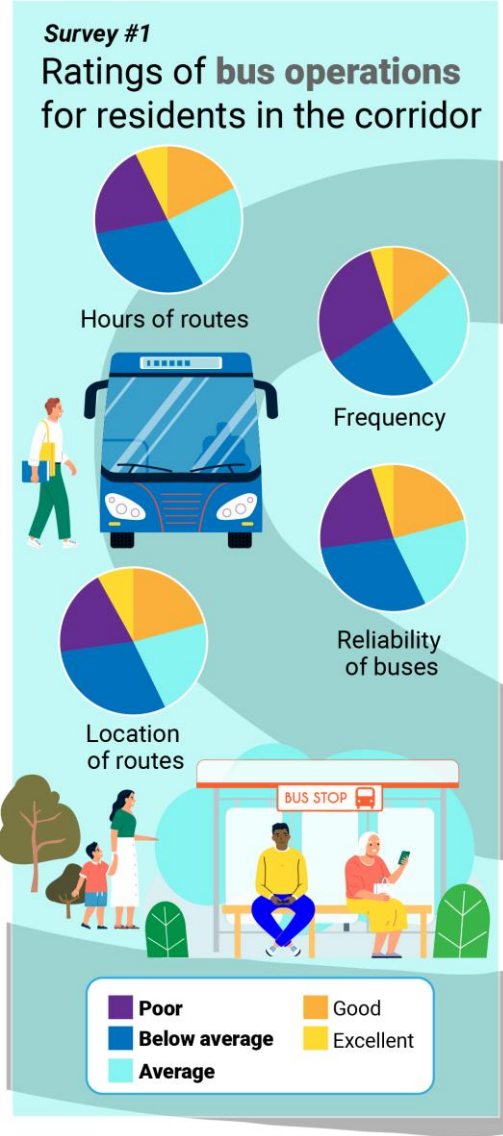 Survey #1
Ratings of bus operations
for residents in the corridor
Hours of routes
Frequency
Reliability
of buses
Location
of routes
BUS STOP
Poor
Below average
Average
Good
Excellent